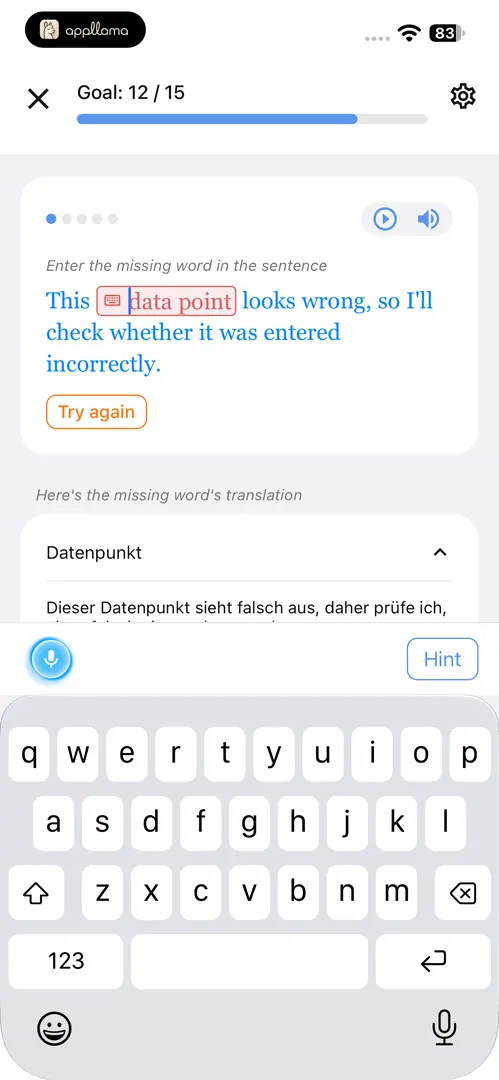 appllama
83
Goal: 12 / 15
Enter the missing word in the sentence
This data point looks wrong, so I'll
check whether it was entered
incorrectly.
Try again
Here's the missing word's translation
Datenpunkt
Dieser Datenpunkt sieht falsch aus, daher prüfe ich,
Hint
q w e r t y u i o p
a s d f g h j k l
z x c v b n m
123